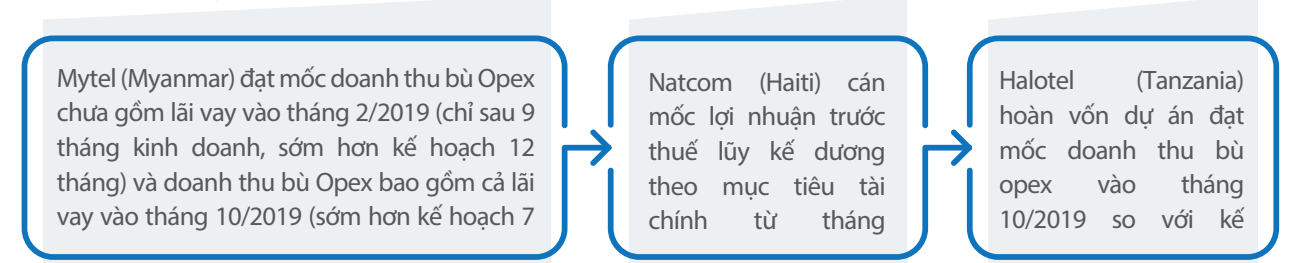 Mytel (Myanmar) đạt mốc doanh thu bù Opex
chưa gồm lãi vay vào tháng 2/2019 (chỉ sau 9
tháng kinh doanh, sớm hơn kế hoạch 12
tháng) và doanh thu bù Opex bao gồm cả lãi
vay vào tháng 10/2019 (sớm hơn kế hoạch 7
Natcom (Haiti) cán
mốc lợi nhuận trước
thuế lũy kế dương
theo mục tiêu tài
chính từ tháng
Halotel (Tanzania)
hoàn vốn dự án đạt
mốc doanh thu bù
opex vào tháng
10/2019 so với kế